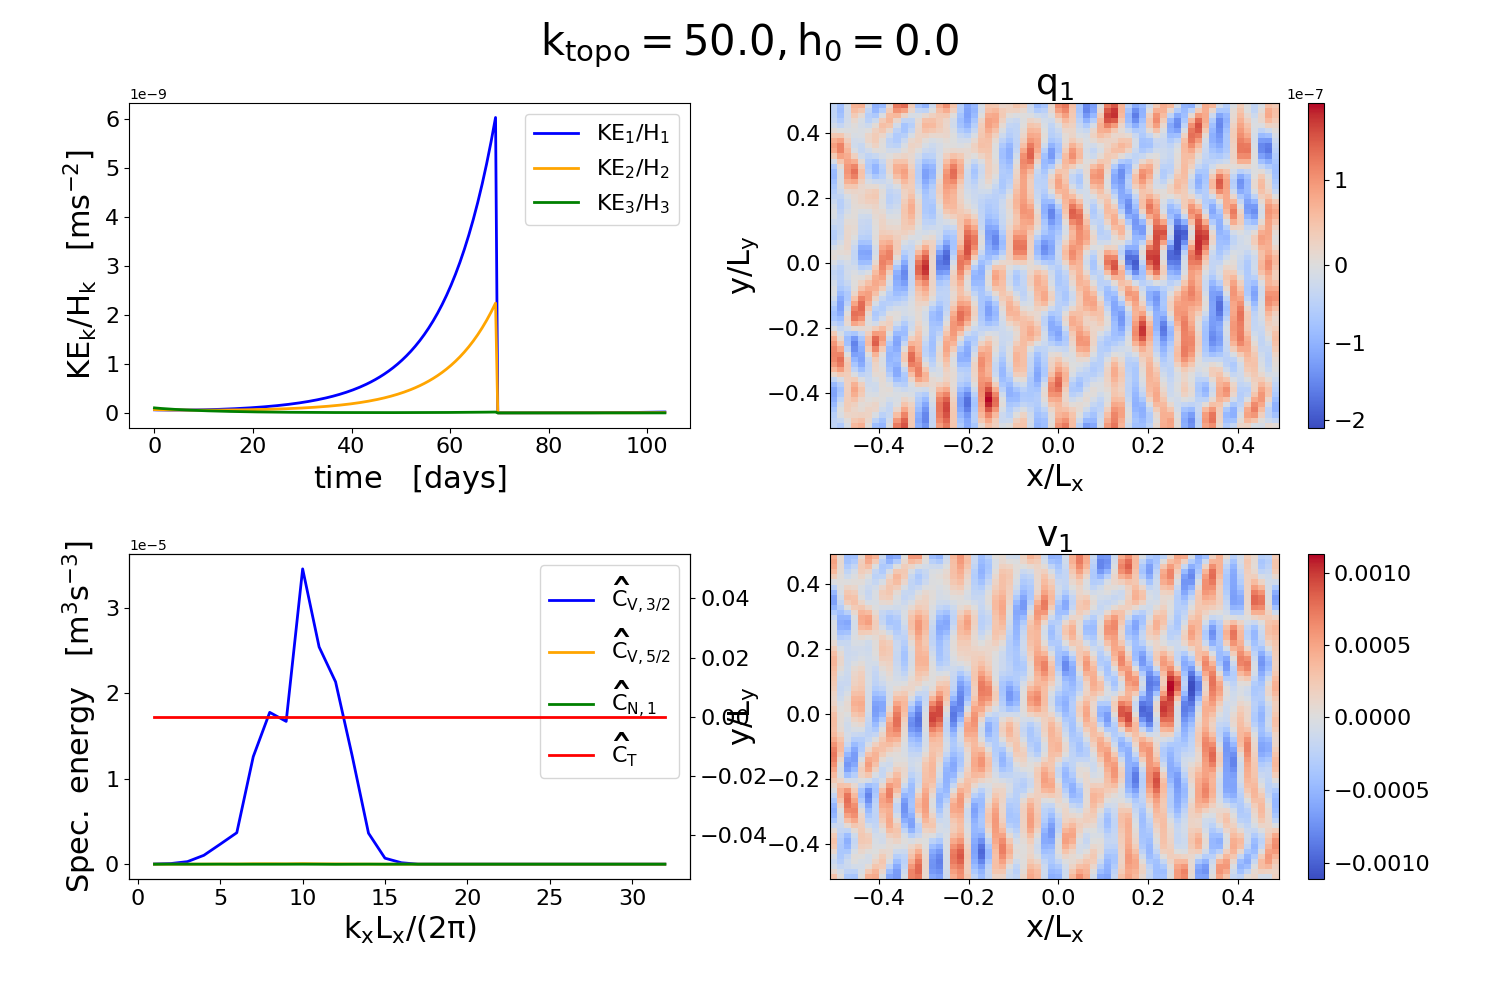 k_topo = 50.0, h_0 = 0.0
1e−9
6
5
4
3
2
1
0
KE_k/H_k [ms^−2]
KE_1/H_1
KE_2/H_2
KE_3/H_3
0 20 40 60 80 100
time [days]
q_1
1e−7
0.4
0.2
0.0
−0.2
−0.4
y/L_y
−0.4 −0.2 0.0 0.2 0.4
x/L_x
1
0
−1
−2
1e−5
3
2
1
0
Spec. energy [m^3s^−3]
Ĉ_V,3/2
Ĉ_V,5/2
Ĉ_N,1
Ĉ_T
0.04
0.02
0.00
−0.02
−0.04
0 5 10 15 20 25 30
k_xL_x/(2π)
v_1
0.4
0.2
0.0
−0.2
−0.4
y/L_y
−0.4 −0.2 0.0 0.2 0.4
x/L_x
0.0010
0.0005
0.0000
−0.0005
−0.0010